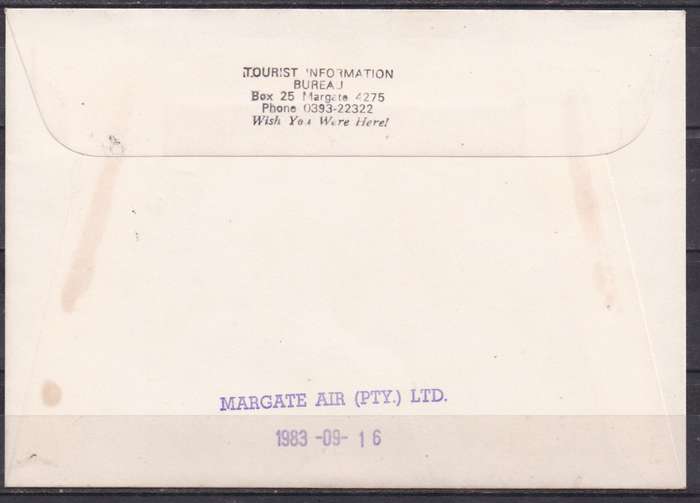 TOURIST INFORMATION
BUREAU
Box 25 Margate 4275
Phone 0393-22322
Wish You Were Here!
MARGATE AIR (PTY.) LTD.
1983 -09- 16